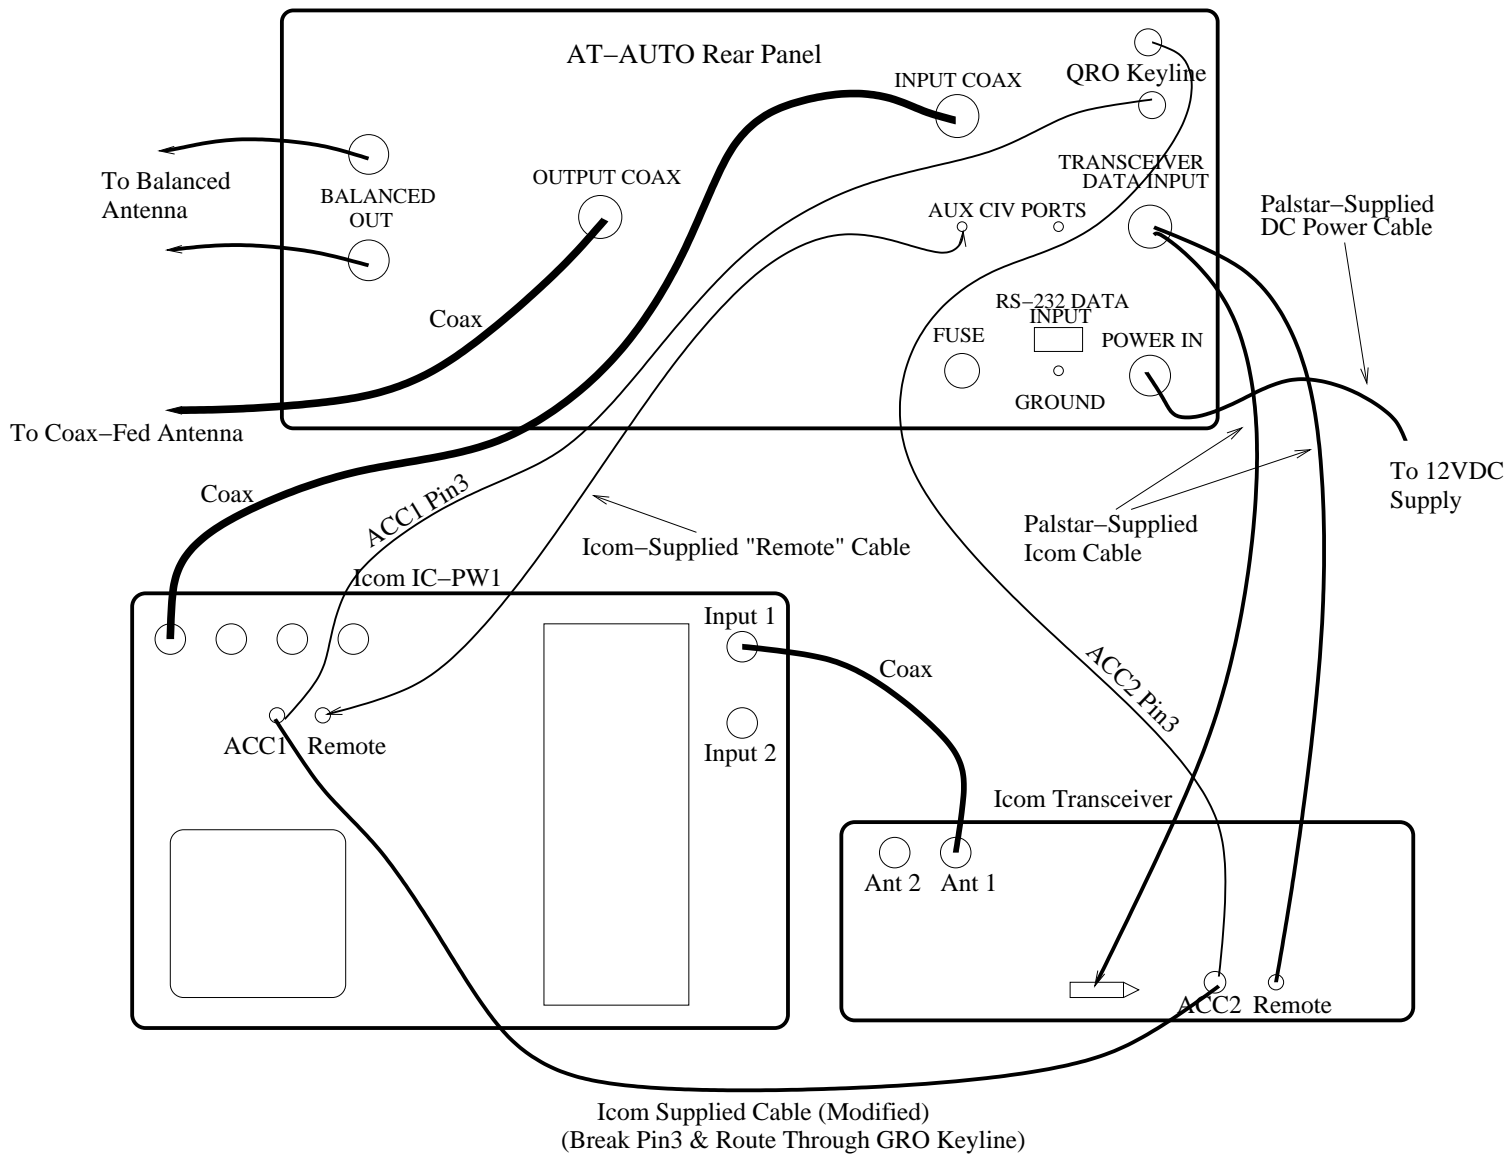 AT−AUTO Rear Panel
INPUT COAX
QRO Keyline
To Balanced
Antenna
BALANCED
OUT
OUTPUT COAX
TRANSCEIVER
DATA INPUT
AUX CIV PORTS
Palstar−Supplied
DC Power Cable
RS−232 DATA
INPUT
FUSE
POWER IN
GROUND
Coax
To Coax−Fed Antenna
To 12VDC
Supply
Coax
ACC1 Pin3
Icom−Supplied "Remote" Cable
Palstar−Supplied
Icom Cable
Icom IC−PW1
Input 1
Coax
ACC2 Pin3
ACC1
Remote
Input 2
Icom Transceiver
Ant 2
Ant 1
ACC2
Remote
Icom Supplied Cable (Modified)
(Break Pin3 & Route Through GRO Keyline)